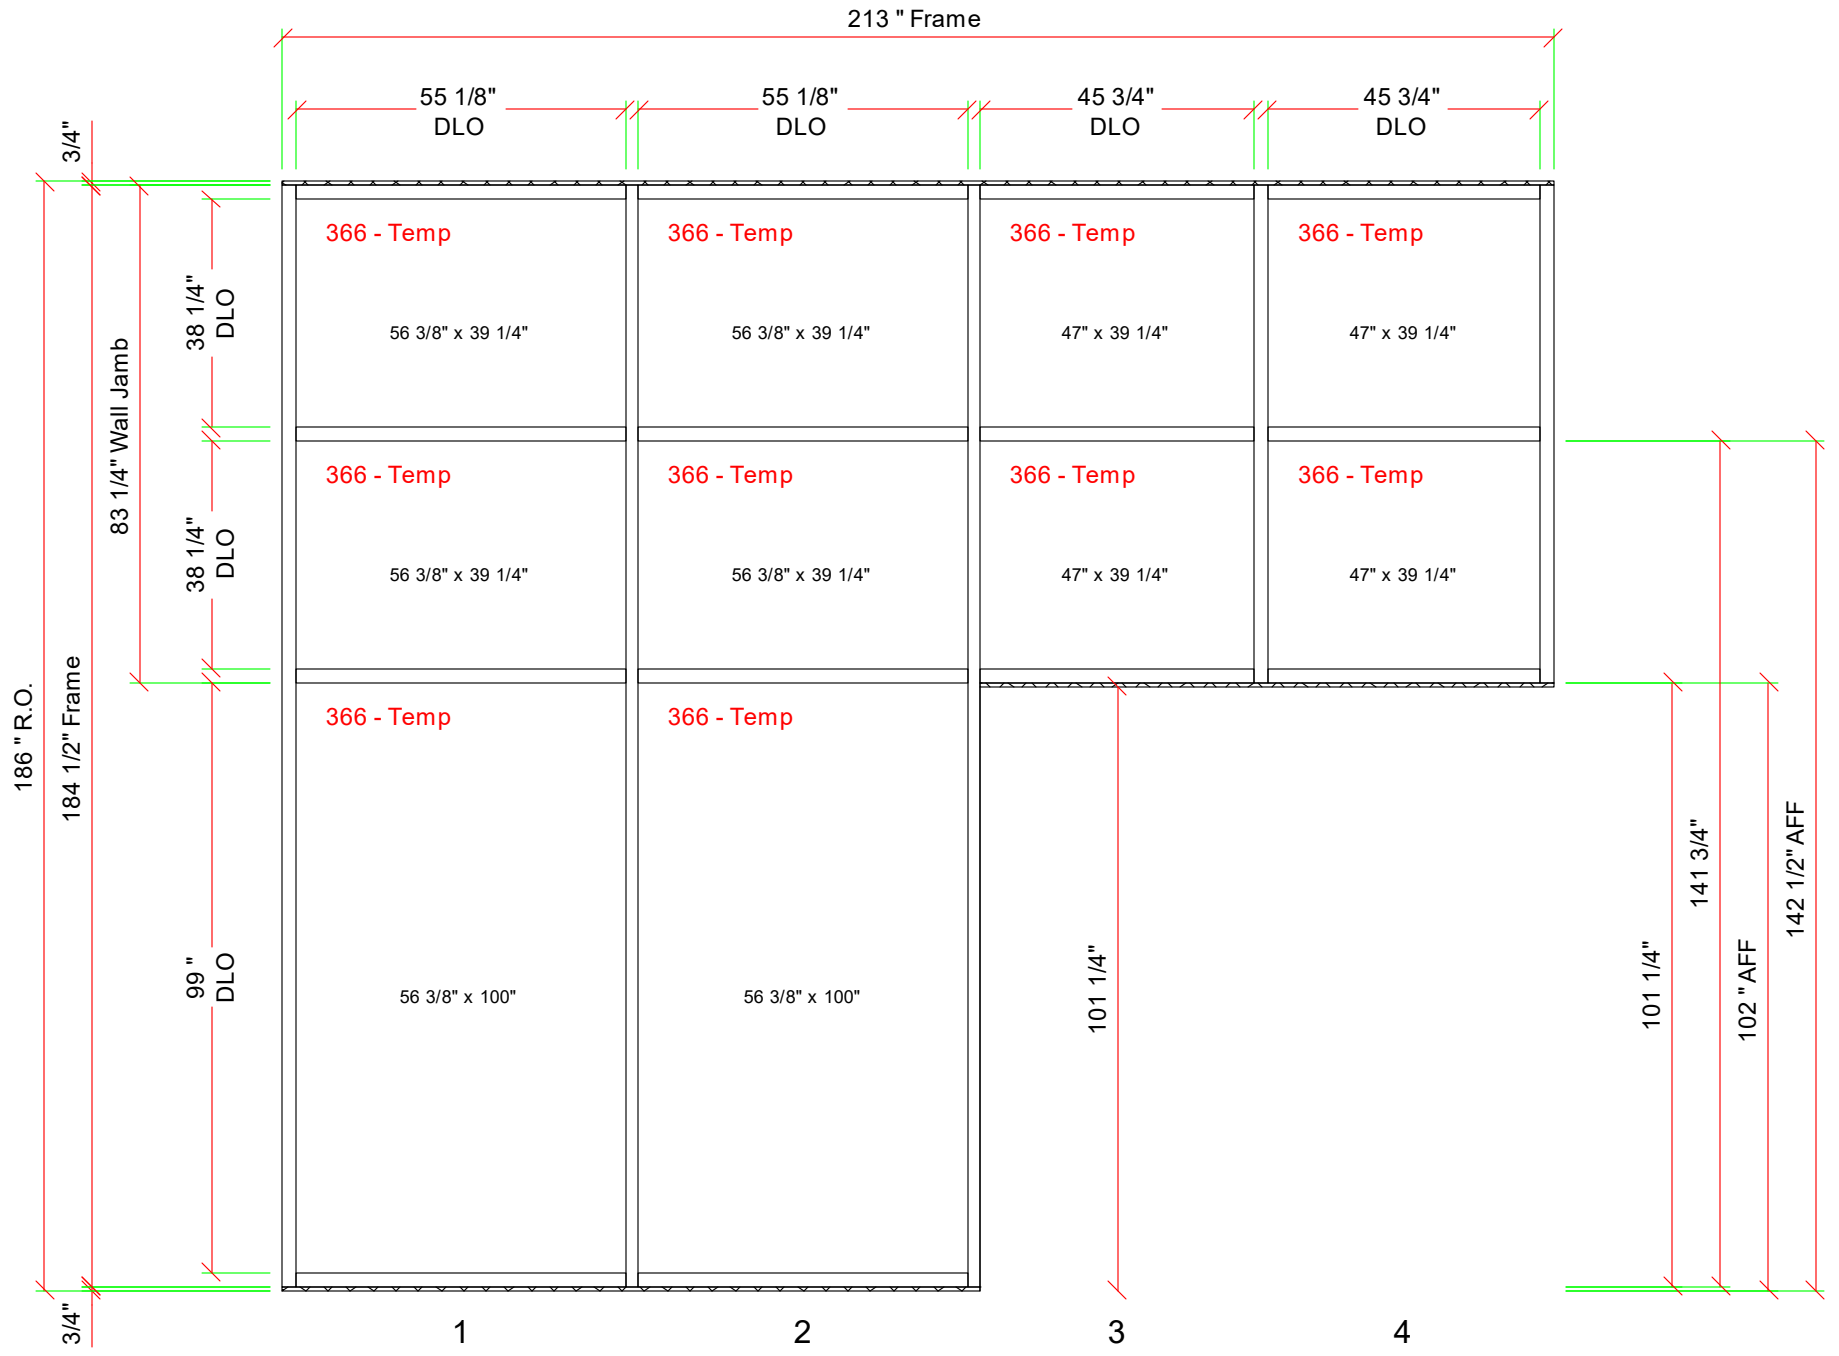 213 " Frame
55 1/8"
DLO
55 1/8"
DLO
45 3/4"
DLO
45 3/4"
DLO
3/4"
366 - Temp
366 - Temp
366 - Temp
366 - Temp
38 1/4"
DLO
56 3/8" x 39 1/4"
56 3/8" x 39 1/4"
47" x 39 1/4"
47" x 39 1/4"
83 1/4" Wall Jamb
366 - Temp
366 - Temp
366 - Temp
366 - Temp
38 1/4"
DLO
56 3/8" x 39 1/4"
56 3/8" x 39 1/4"
47" x 39 1/4"
47" x 39 1/4"
186 " R.O.
184 1/2" Frame
366 - Temp
366 - Temp
99 "
DLO
56 3/8" x 100"
56 3/8" x 100"
101 1/4"
101 1/4"
141 3/4"
102 " AFF
142 1/2" AFF
3/4"
1
2
3
4